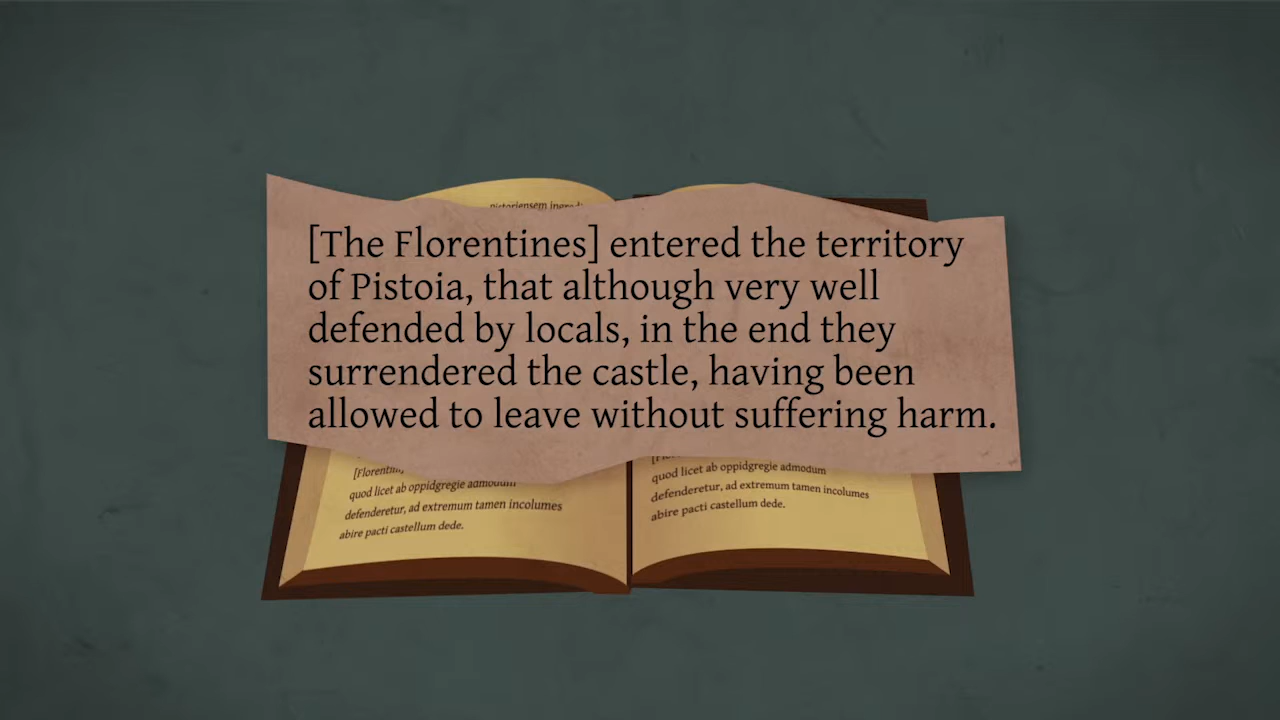 pistoriensem
[The Florentines] entered the territory
of Pistoia, that although very well
defended by locals, in the end they
surrendered the castle, having been
allowed to leave without suffering harm.
quod licet ab oppidgregie admodum
defenderetur, ad extremum tamen incolumes
abire pacti castellum dede.
quod licet ab oppidgregie admodum
defenderetur, ad extremum tamen incolumes
abire pacti castellum dede.